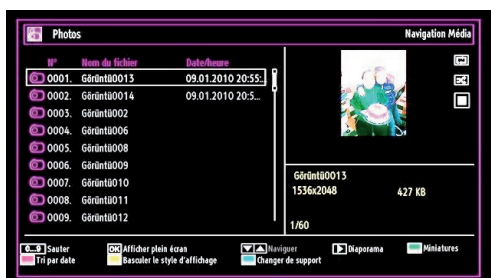 Photos Navigation Média
N° Nom du fichier Date/heure
0001. Görüntü0013 09.01.2010 20:55:..
0002. Görüntü0014 09.01.2010 20:5...
0003. Görüntü002
0004. Görüntü006
0005. Görüntü008
0006. Görüntü009
0007. Görüntü010
0008. Görüntü011
0009. Görüntü012
Görüntü0013
1536x2048 427 KB
1/60
0...9 Sauter OK Afficher plein écran Naviguer Diaporama Miniatures
Tri par date Basculer le style d'affichage Changer de support